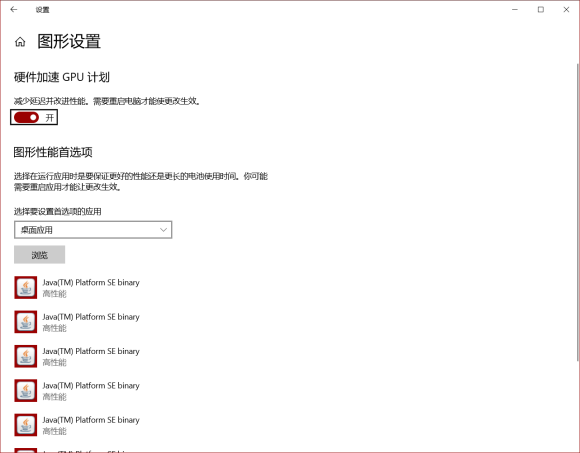 设置
图形设置
硬件加速 GPU 计划
减少延迟并改进性能。需要重启电脑才能使更改生效。
开
图形性能首选项
选择在运行应用时是要保证更好的性能还是更长的电池使用时间。你可能
需要重启应用才能让更改生效。
选择要设置首选项的应用
桌面应用
浏览
Java(TM) Platform SE binary
高性能
Java(TM) Platform SE binary
高性能
Java(TM) Platform SE binary
高性能
Java(TM) Platform SE binary
高性能
Java(TM) Platform SE binary
高性能